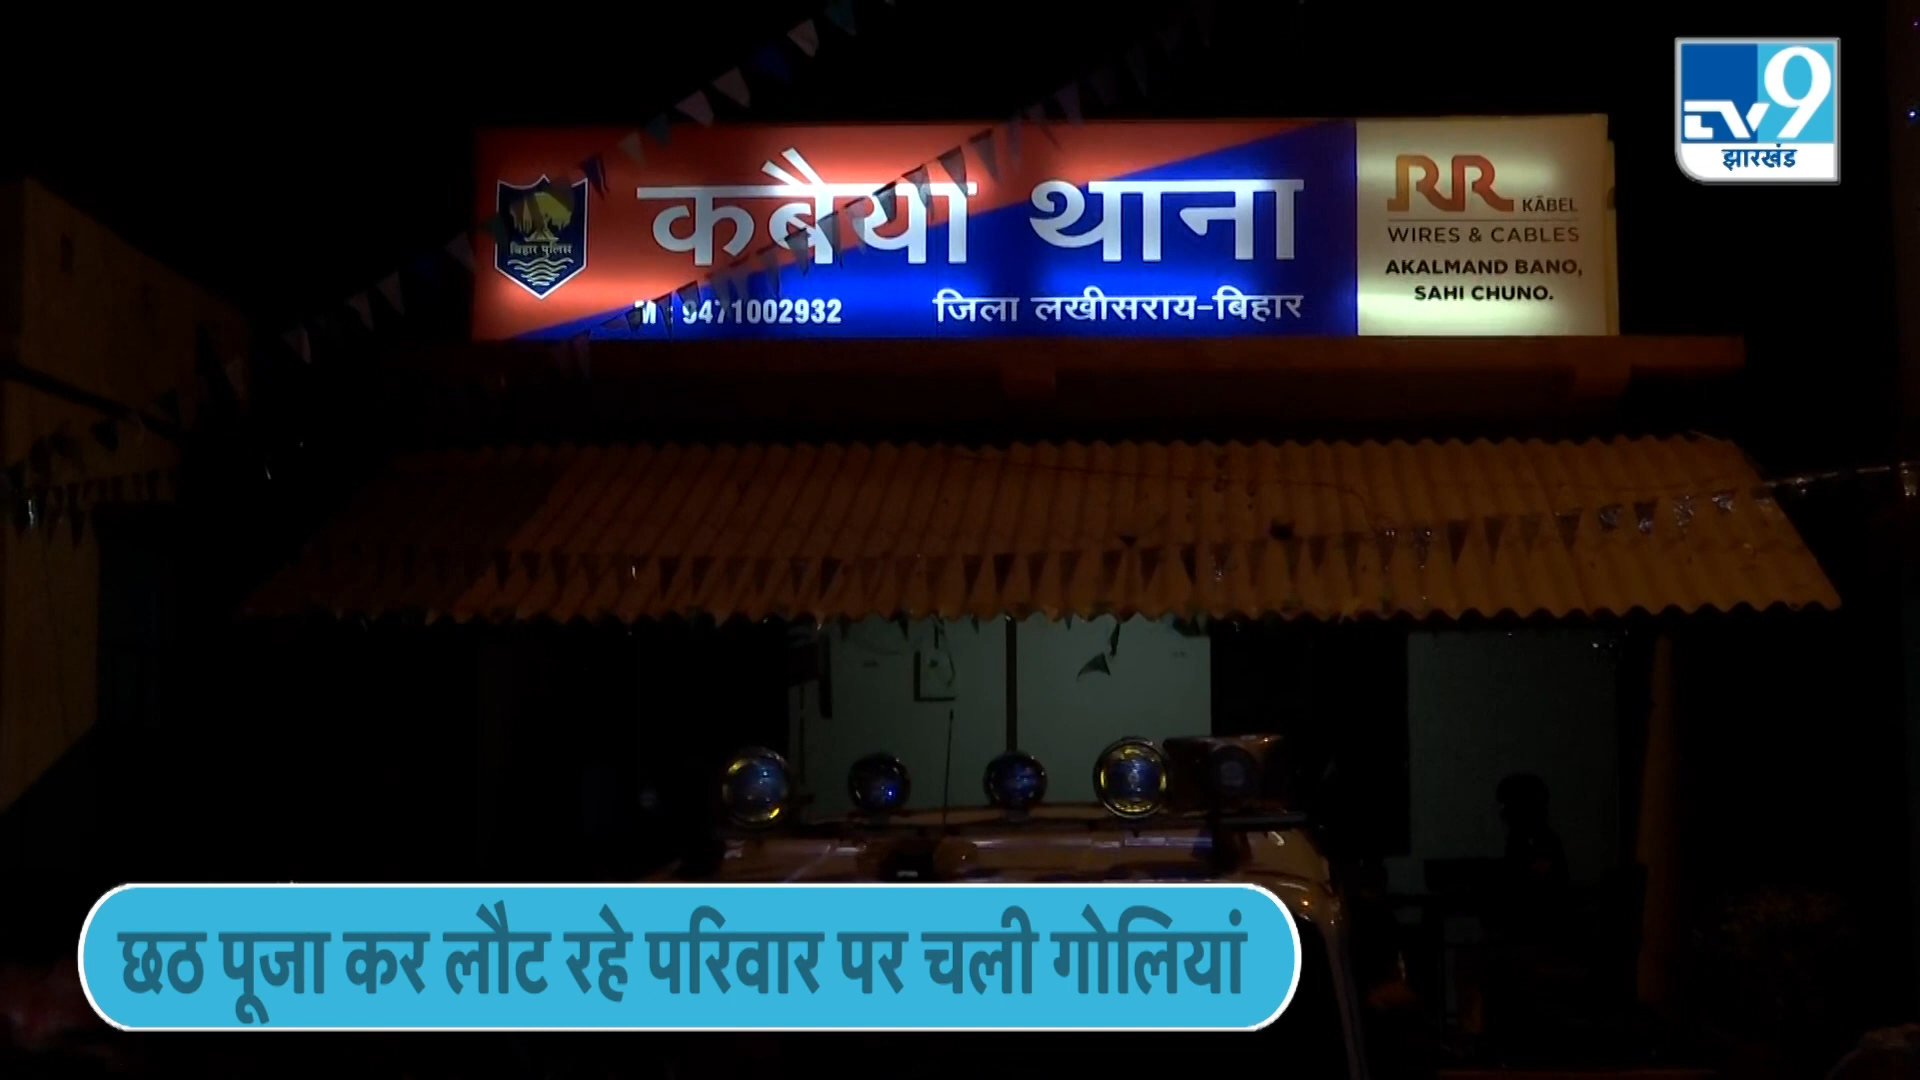 TV9
झारखंड
कबैया थाना
बिहार पुलिस
M : 9471002932
जिला लखीसराय-बिहार
RR KABEL
WIRES & CABLES
AKALMAND BANO,
SAHI CHUNO.
छठ पूजा कर लौट रहे परिवार पर चली गोलियां